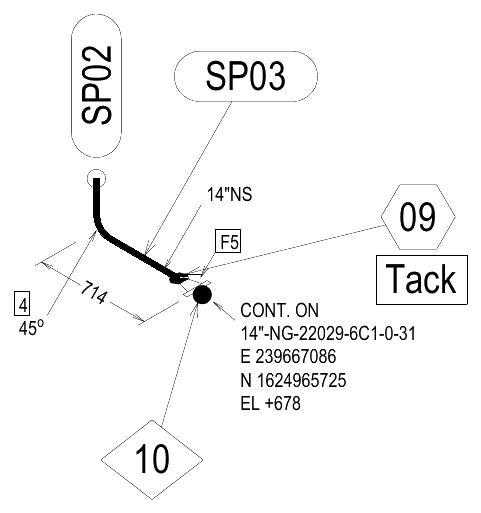 SP02
SP03
14"NS
09
F5
Tack
714
4
45°
CONT. ON
14"-NG-22029-6C1-0-31
E 239667086
N 1624965725
EL +678
10